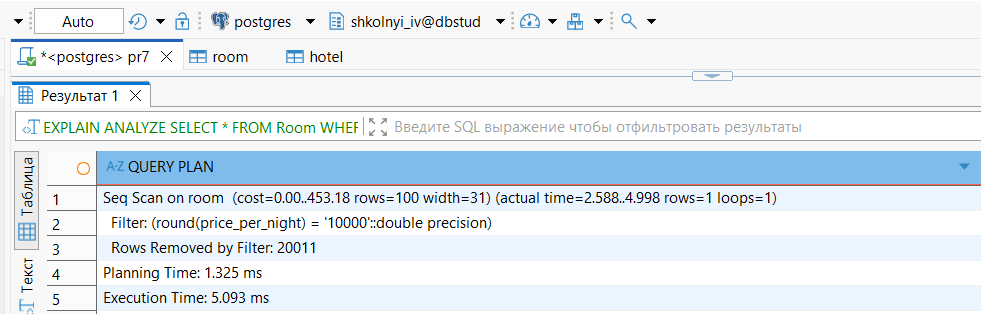 Auto postgres shkolnyi_iv@dbstud
*<postgres> pr7 room hotel
Результат 1
EXPLAIN ANALYZE SELECT * FROM Room WHER Введите SQL выражение чтобы отфильтровать результаты
Таблица
Текст
A-Z QUERY PLAN
1 Seq Scan on room (cost=0.00..453.18 rows=100 width=31) (actual time=2.588..4.998 rows=1 loops=1)
2 Filter: (round(price_per_night) = '10000'::double precision)
3 Rows Removed by Filter: 20011
4 Planning Time: 1.325 ms
5 Execution Time: 5.093 ms